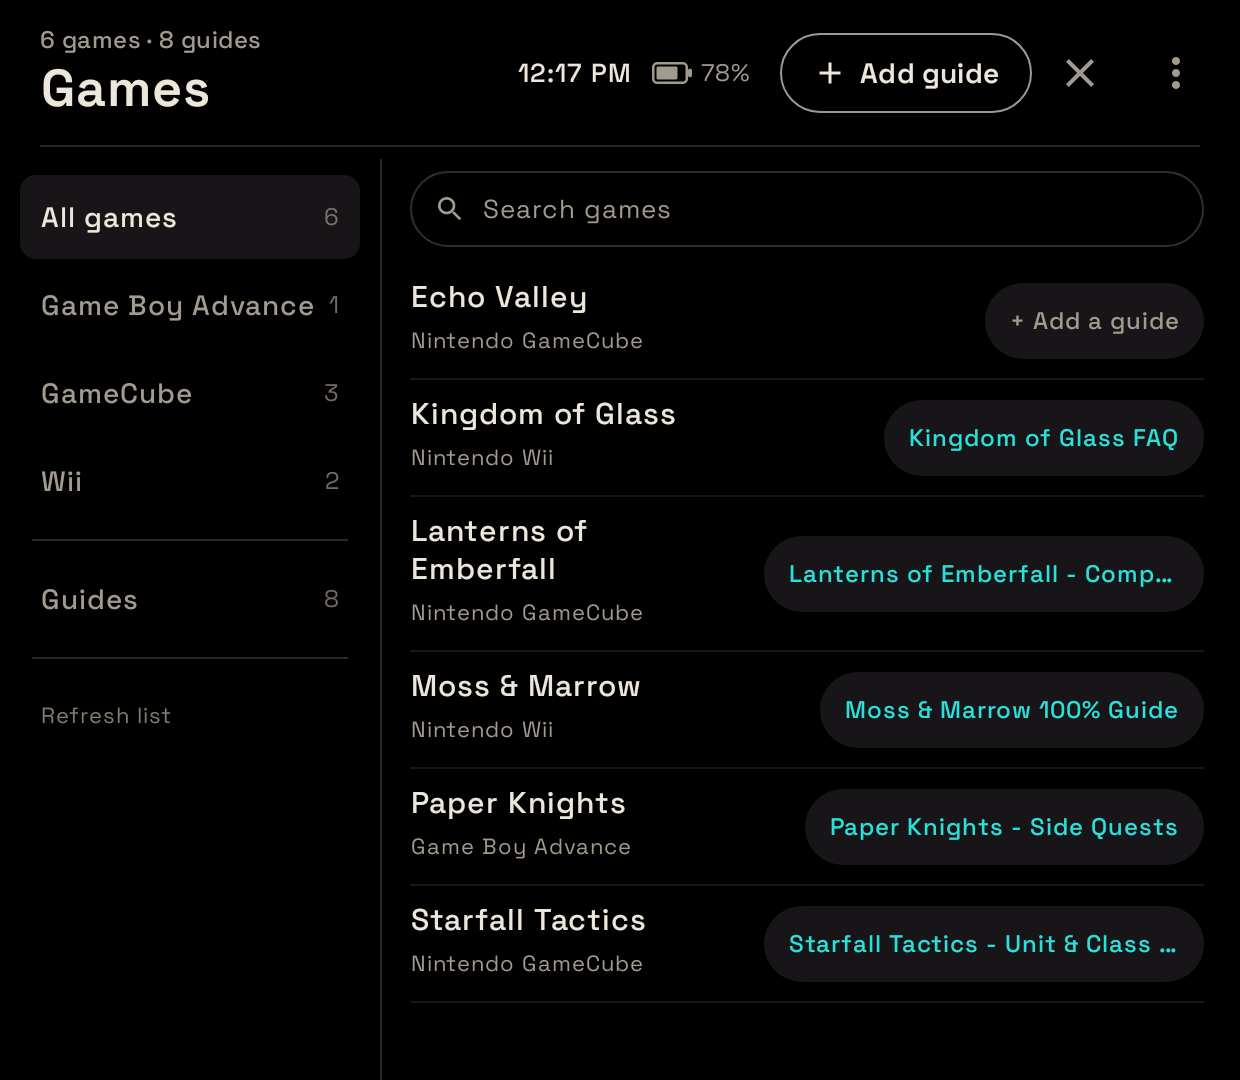 6 games · 8 guides
Games
12:17 PM 78%
+ Add guide
All games 6
Game Boy Advance 1
GameCube 3
Wii 2
Guides 8
Refresh list
Search games
Echo Valley
Nintendo GameCube
+ Add a guide
Kingdom of Glass
Nintendo Wii
Kingdom of Glass FAQ
Lanterns of
Emberfall
Nintendo GameCube
Lanterns of Emberfall - Comp…
Moss & Marrow
Nintendo Wii
Moss & Marrow 100% Guide
Paper Knights
Game Boy Advance
Paper Knights - Side Quests
Starfall Tactics
Nintendo GameCube
Starfall Tactics - Unit & Class …